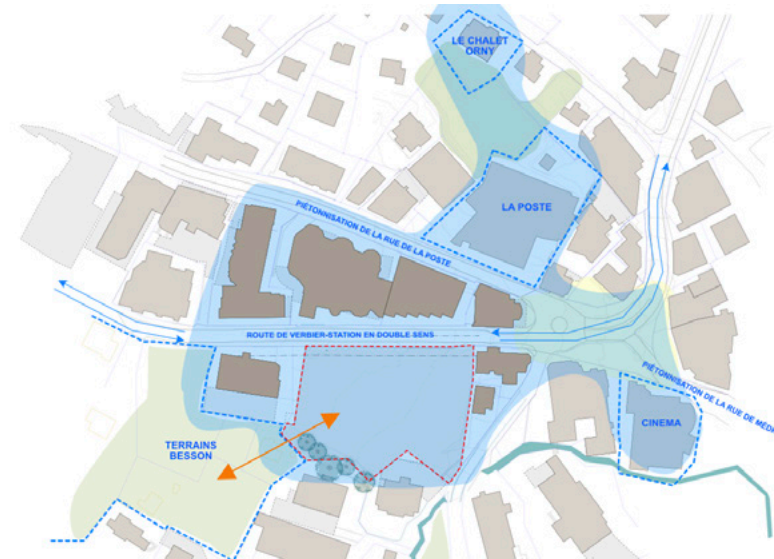 LE CHALET
ORNY
LA POSTE
PIÉTONNISATION DE LA RUE DE LA POSTE
ROUTE DE VERBIER-STATION EN DOUBLE SENS
PIÉTONNISATION DE LA RUE DE MÉD
CINEMA
TERRAINS
BESSON